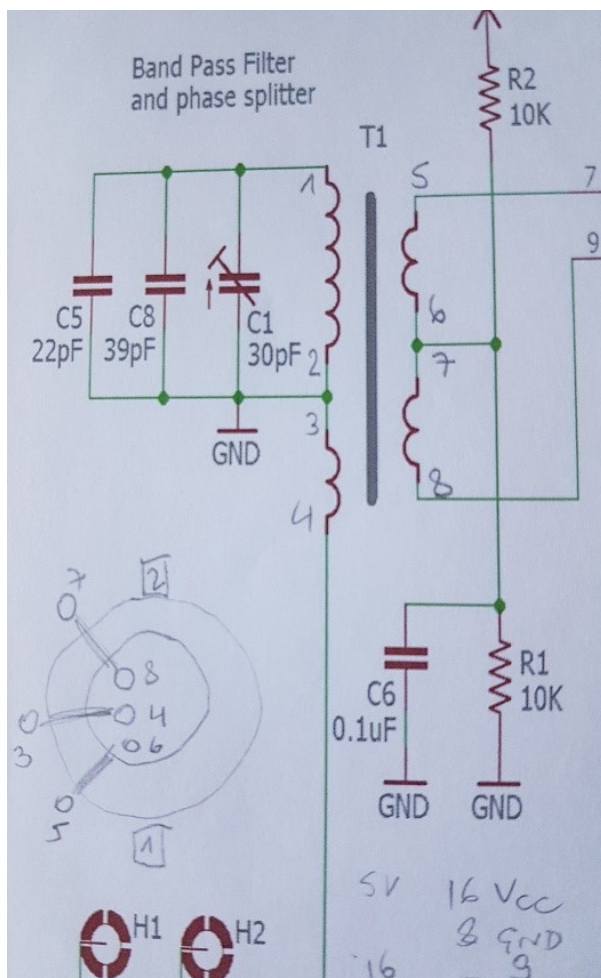 Band Pass Filter
and phase splitter
R2
10K
T1
1
5
7
9
C5
22pF
C8
39pF
C1
30pF
6
2
7
3
GND
8
4
7
2
8
4
6
3
5
1
C6
0.1uF
R1
10K
GND
GND
5V 16 Vcc
8 GND
16 9
H1
H2